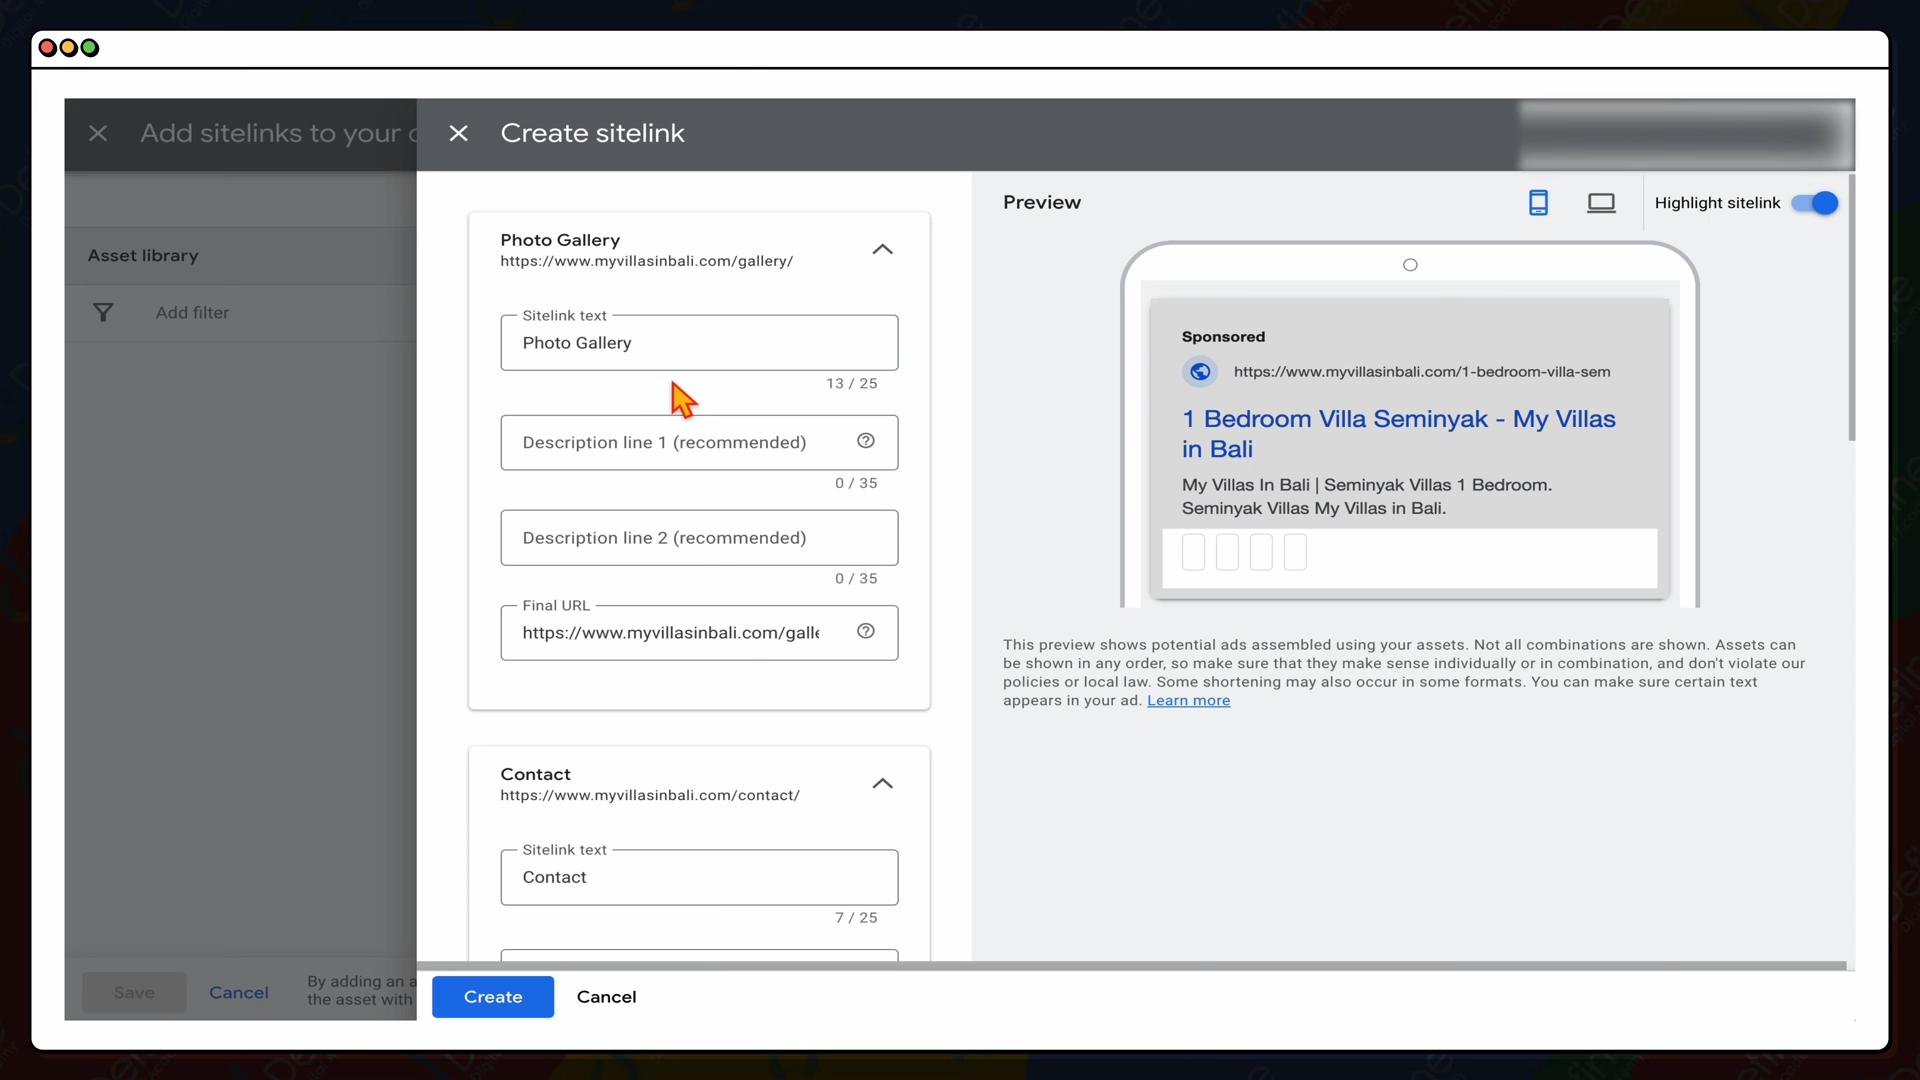 Add sitelinks to your
Create sitelink
Asset library
Add filter
Photo Gallery
https://www.myvillasinbali.com/gallery/
Sitelink text
Photo Gallery
13 / 25
Description line 1 (recommended)
0 / 35
Description line 2 (recommended)
0 / 35
Final URL
https://www.myvillasinbali.com/galle
Contact
https://www.myvillasinbali.com/contact/
Sitelink text
Contact
7 / 25
Preview
Highlight sitelink
Sponsored
https://www.myvillasinbali.com/1-bedroom-villa-sem
1 Bedroom Villa Seminyak - My Villas
in Bali
My Villas In Bali | Seminyak Villas 1 Bedroom.
Seminyak Villas My Villas in Bali.
This preview shows potential ads assembled using your assets. Not all combinations are shown. Assets can
be shown in any order, so make sure that they make sense individually or in combination, and don't violate our
policies or local law. Some shortening may also occur in some formats. You can make sure certain text
appears in your ad. Learn more
Save
Cancel
By adding an a
the asset with
Create
Cancel